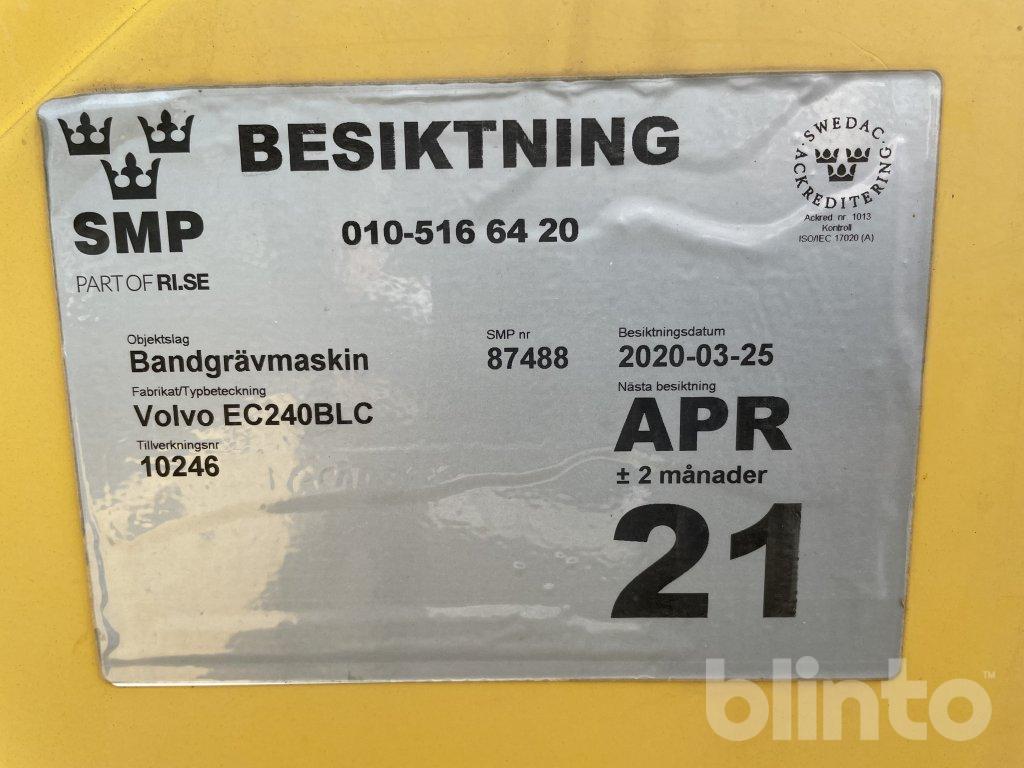 BESIKTNING
SMP
PART OF RI.SE
010-516 64 20
SWEDAC
ACKREDITERING
Ackred nr 1013
Kontroll
ISO/IEC 17020 (A)
Objektslag
Bandgrävmaskin
Fabrikat/Typbeteckning
Volvo EC240BLC
Tillverkningsnr
10246
SMP nr
87488
Besiktningsdatum
2020-03-25
Nästa besiktning
APR
± 2 månader
21
blinto™